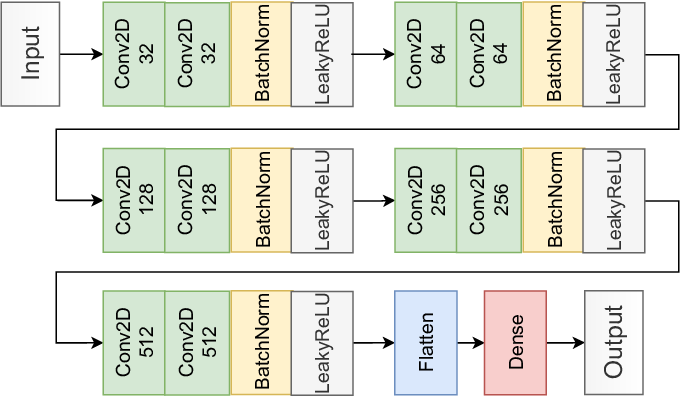 Input
Conv2D
32
Conv2D
32
BatchNorm
LeakyReLU
Conv2D
64
Conv2D
64
BatchNorm
LeakyReLU
Conv2D
128
Conv2D
128
BatchNorm
LeakyReLU
Conv2D
256
Conv2D
256
BatchNorm
LeakyReLU
Conv2D
512
Conv2D
512
BatchNorm
LeakyReLU
Flatten
Dense
Output